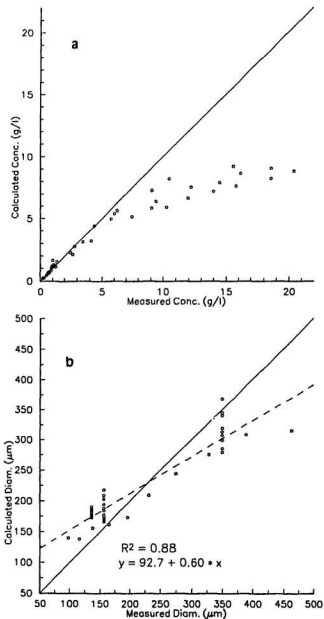 a
20
15
10
5
0
Calculated Conc. (g/l)
0 5 10 15 20
Measured Conc. (g/l)
b
500
450
400
350
300
250
200
150
100
50
Calculated Diam. (μm)
R² = 0.88
y = 92.7 + 0.60 * x
50 100 150 200 250 300 350 400 450 500
Measured Diam. (μm)